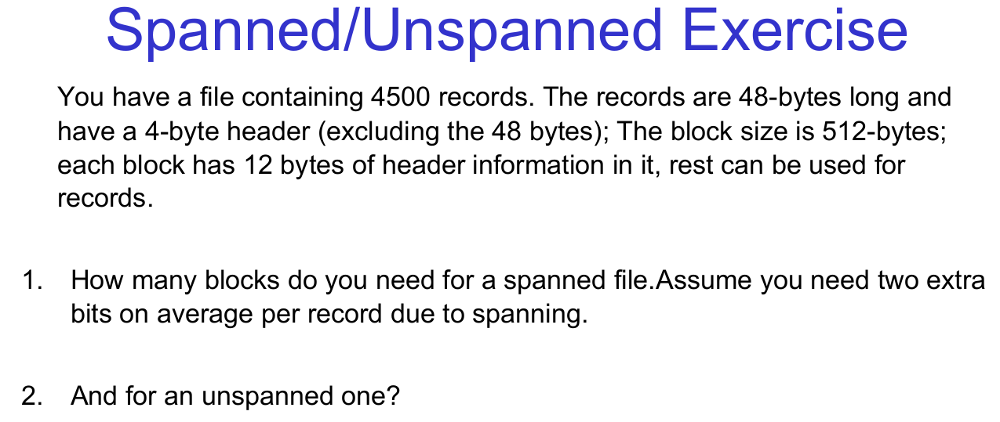 Spanned/Unspanned Exercise
You have a file containing 4500 records. The records are 48-bytes long and
have a 4-byte header (excluding the 48 bytes); The block size is 512-bytes;
each block has 12 bytes of header information in it, rest can be used for
records.
1. How many blocks do you need for a spanned file.Assume you need two extra
bits on average per record due to spanning.
2. And for an unspanned one?